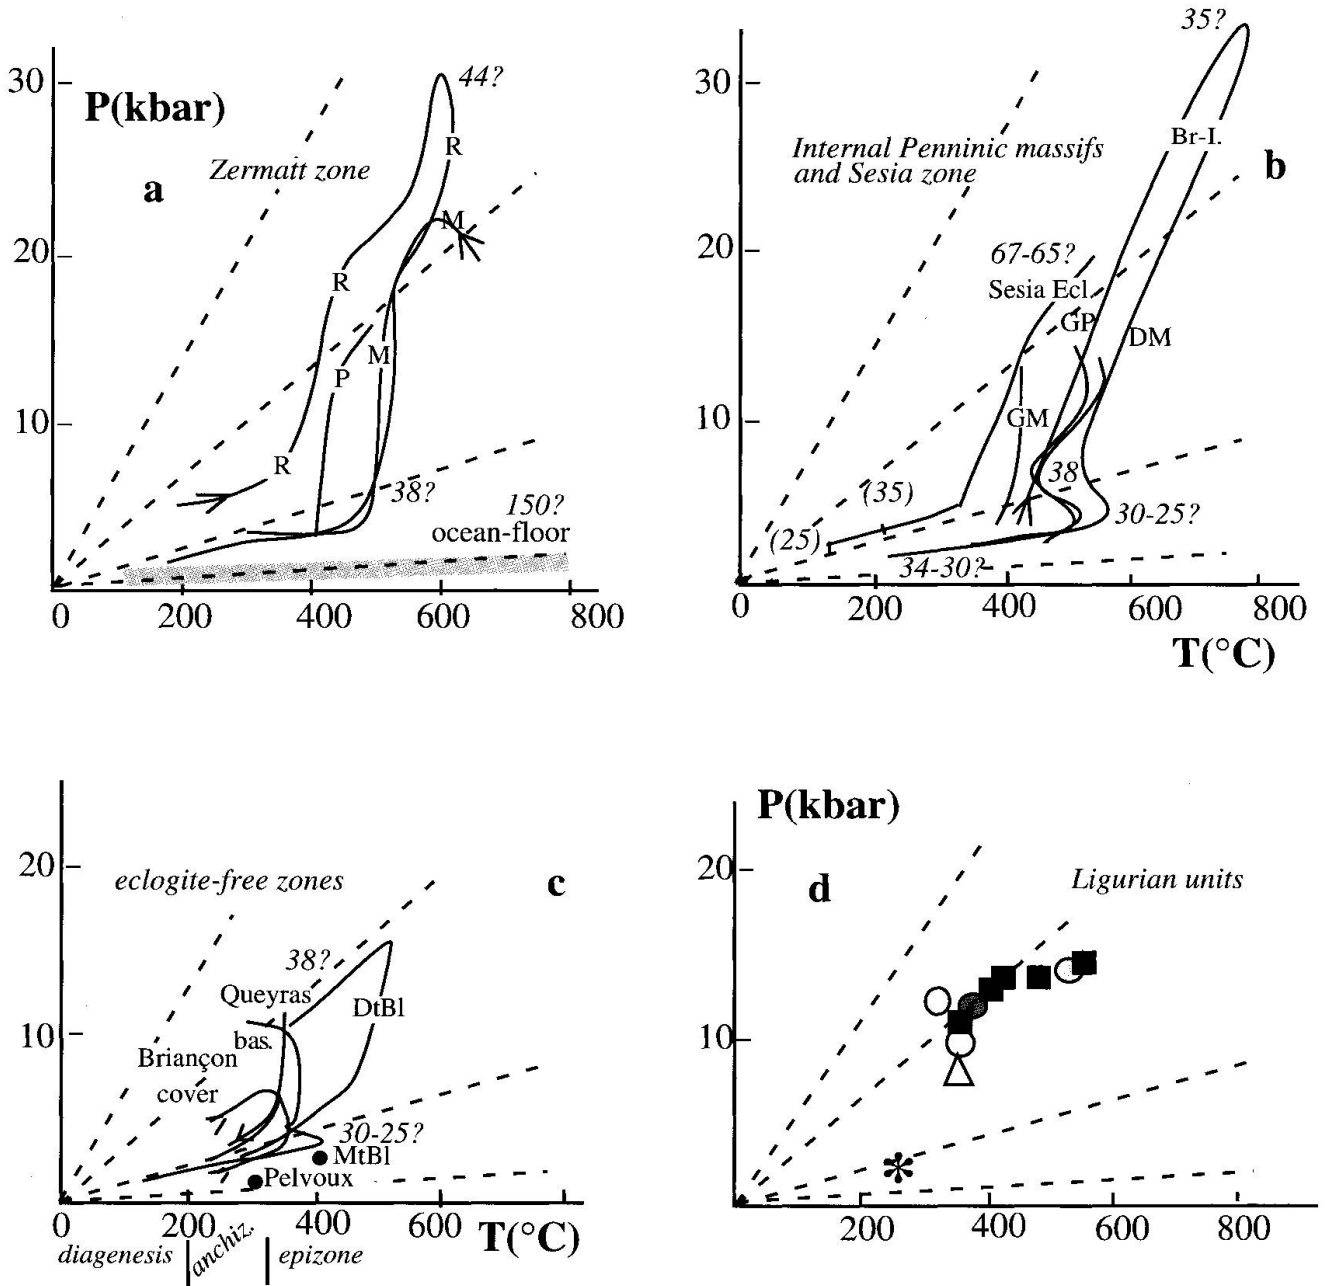 30
P(kbar)
44?
R
Zermatt zone
a
M
20
R
M
P
10
R
38?
150?
ocean-floor
0
200
400
600
800
35?
30
Br-I.
Internal Penninic massifs
and Sesia zone
b
20
67-65?
Sesia Ecl.
GP
DM
10
GM
38
(35)
30-25?
(25)
34-30?
0
200
400
600
800
T(°C)
20
eclogite-free zones
c
38?
Queyras
DtBl
10
bas.
Briançon
cover
30-25?
MtBl
Pelvoux
0
200
400
T(°C)
diagenesis
anchiz.
epizone
P(kbar)
20
d
Ligurian units
10
0
200
400
600
800